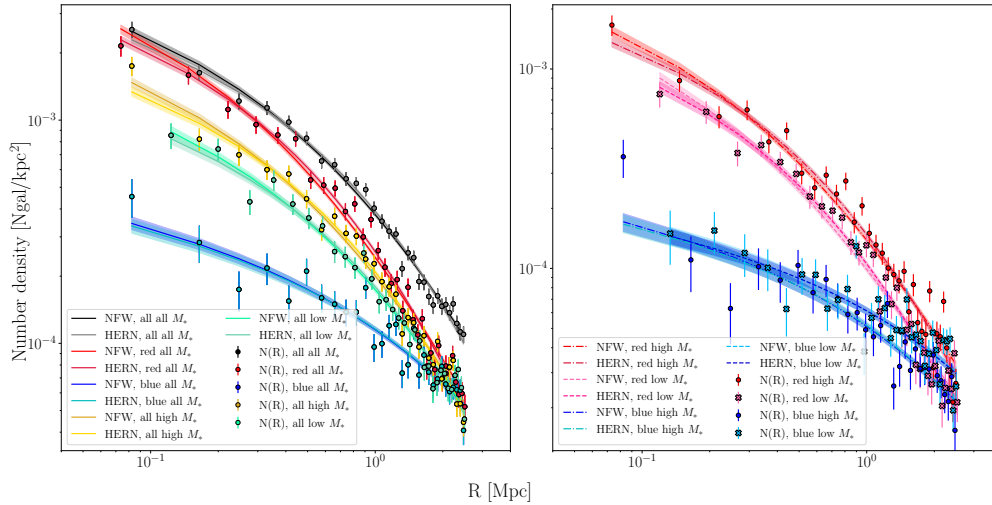 Number density [Ngal/kpc²]
10⁻³
10⁻⁴
NFW, all all M*
HERN, all all M*
NFW, red all M*
HERN, red all M*
NFW, blue all M*
HERN, blue all M*
NFW, all high M*
HERN, all high M*
NFW, all low M*
HERN, all low M*
N(R), all all M*
N(R), red all M*
N(R), blue all M*
N(R), all high M*
N(R), all low M*
10⁻¹
10⁰
10⁻³
10⁻⁴
NFW, red high M*
HERN, red high M*
NFW, red low M*
HERN, red low M*
NFW, blue high M*
HERN, blue high M*
NFW, blue low M*
HERN, blue low M*
N(R), red high M*
N(R), red low M*
N(R), blue high M*
N(R), blue low M*
10⁻¹
10⁰
R [Mpc]